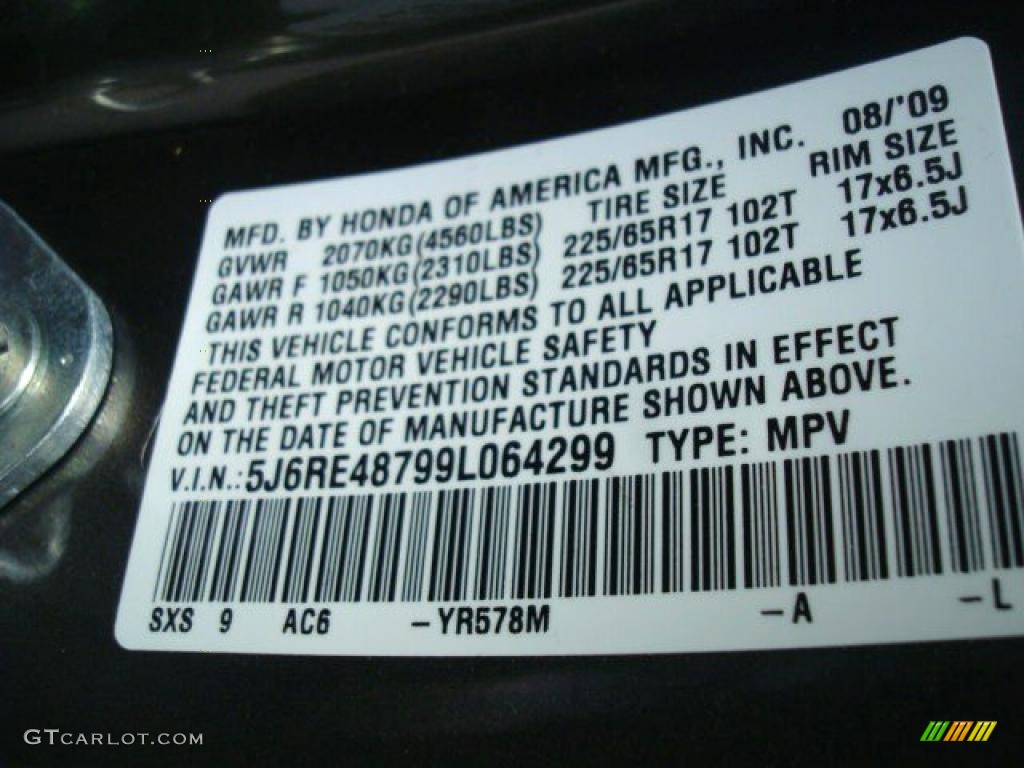 MFD. BY HONDA OF AMERICA MFG., INC. 08/'09
TIRE SIZE RIM SIZE
GVWR 2070KG(4560LBS)
GAWR F 1050KG(2310LBS) 225/65R17 102T 17x6.5J
GAWR R 1040KG(2290LBS) 225/65R17 102T 17x6.5J
THIS VEHICLE CONFORMS TO ALL APPLICABLE
FEDERAL MOTOR VEHICLE SAFETY
AND THEFT PREVENTION STANDARDS IN EFFECT
ON THE DATE OF MANUFACTURE SHOWN ABOVE.
V.I.N.:5J6RE48799L064299 TYPE: MPV
SXS 9 AC6 -YR578M -A -L
GTCARLOT.COM